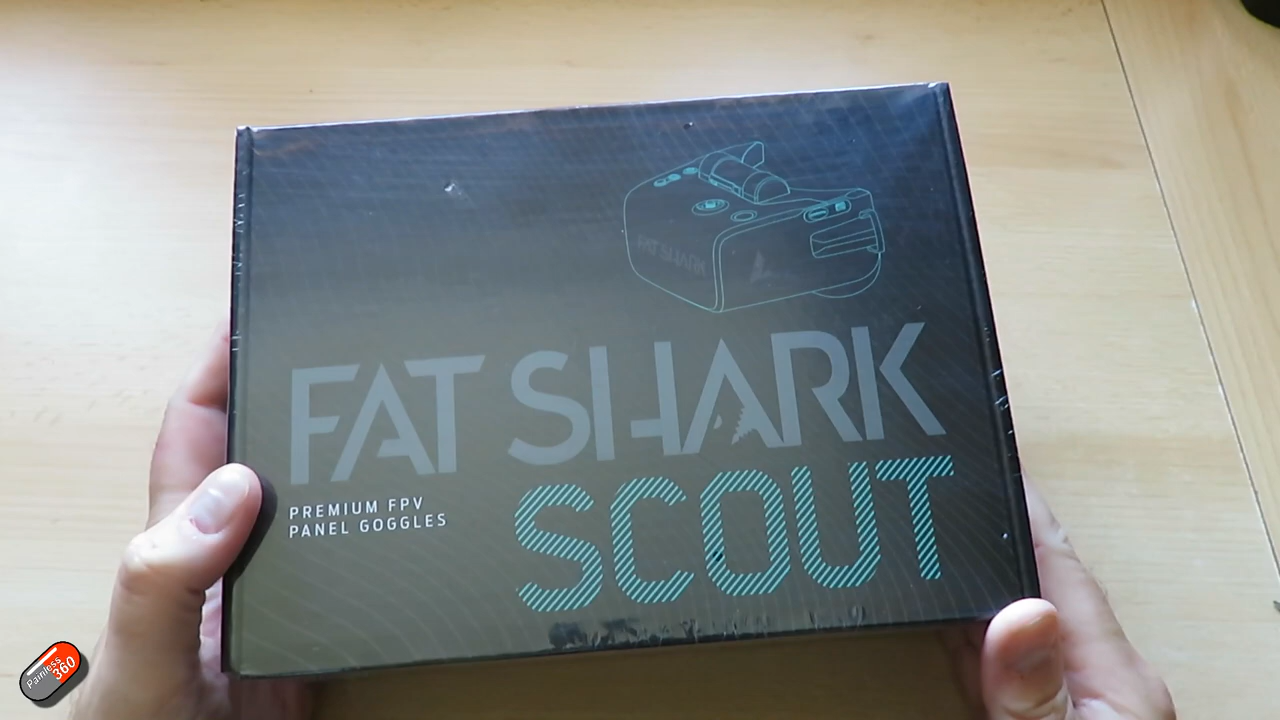 FAT SHARK
FAT SHARK
SCOUT
PREMIUM FPV
PANEL GOGGLES
Painless
360